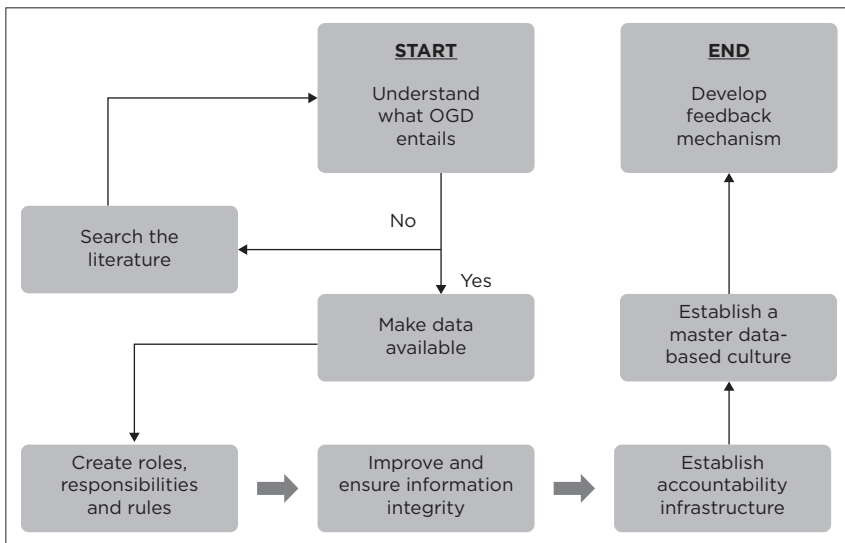 START
Understand
what OGD
entails
END
Develop
feedback
mechanism
No
Search the
literature
Yes
Make data
available
Establish a
master data-
based culture
Create roles,
responsibilities
and rules
Improve and
ensure information
integrity
Establish
accountability
infrastructure